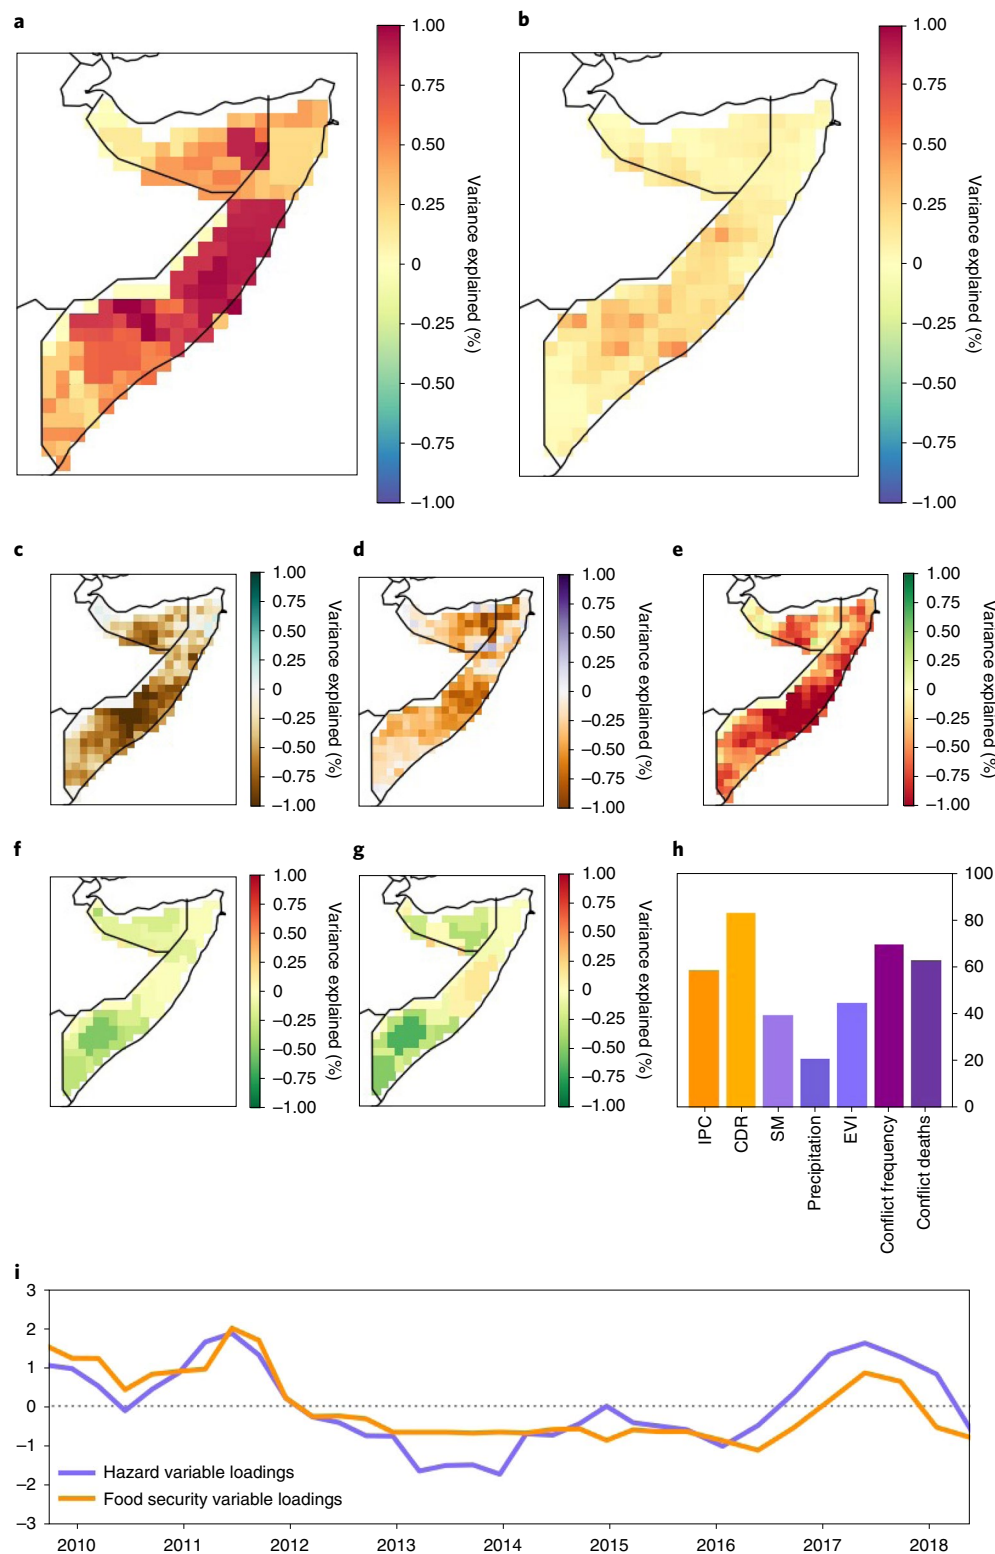 a
1.00
0.75
0.50
0.25
0
–0.25
–0.50
–0.75
–1.00
Variance explained (%)
b
1.00
0.75
0.50
0.25
0
–0.25
–0.50
–0.75
–1.00
Variance explained (%)
c
1.00
0.75
0.50
0.25
0
–0.25
–0.50
–0.75
–1.00
Variance explained (%)
d
1.00
0.75
0.50
0.25
0
–0.25
–0.50
–0.75
–1.00
Variance explained (%)
e
1.00
0.75
0.50
0.25
0
–0.25
–0.50
–0.75
–1.00
Variance explained (%)
f
1.00
0.75
0.50
0.25
0
–0.25
–0.50
–0.75
–1.00
Variance explained (%)
g
1.00
0.75
0.50
0.25
0
–0.25
–0.50
–0.75
–1.00
Variance explained (%)
h
100
80
60
40
20
0
IPC
CDR
SM
Precipitation
EVI
Conflict frequency
Conflict deaths
i
3
2
1
0
–1
–2
–3
Hazard variable loadings
Food security variable loadings
2010 2011 2012 2013 2014 2015 2016 2017 2018